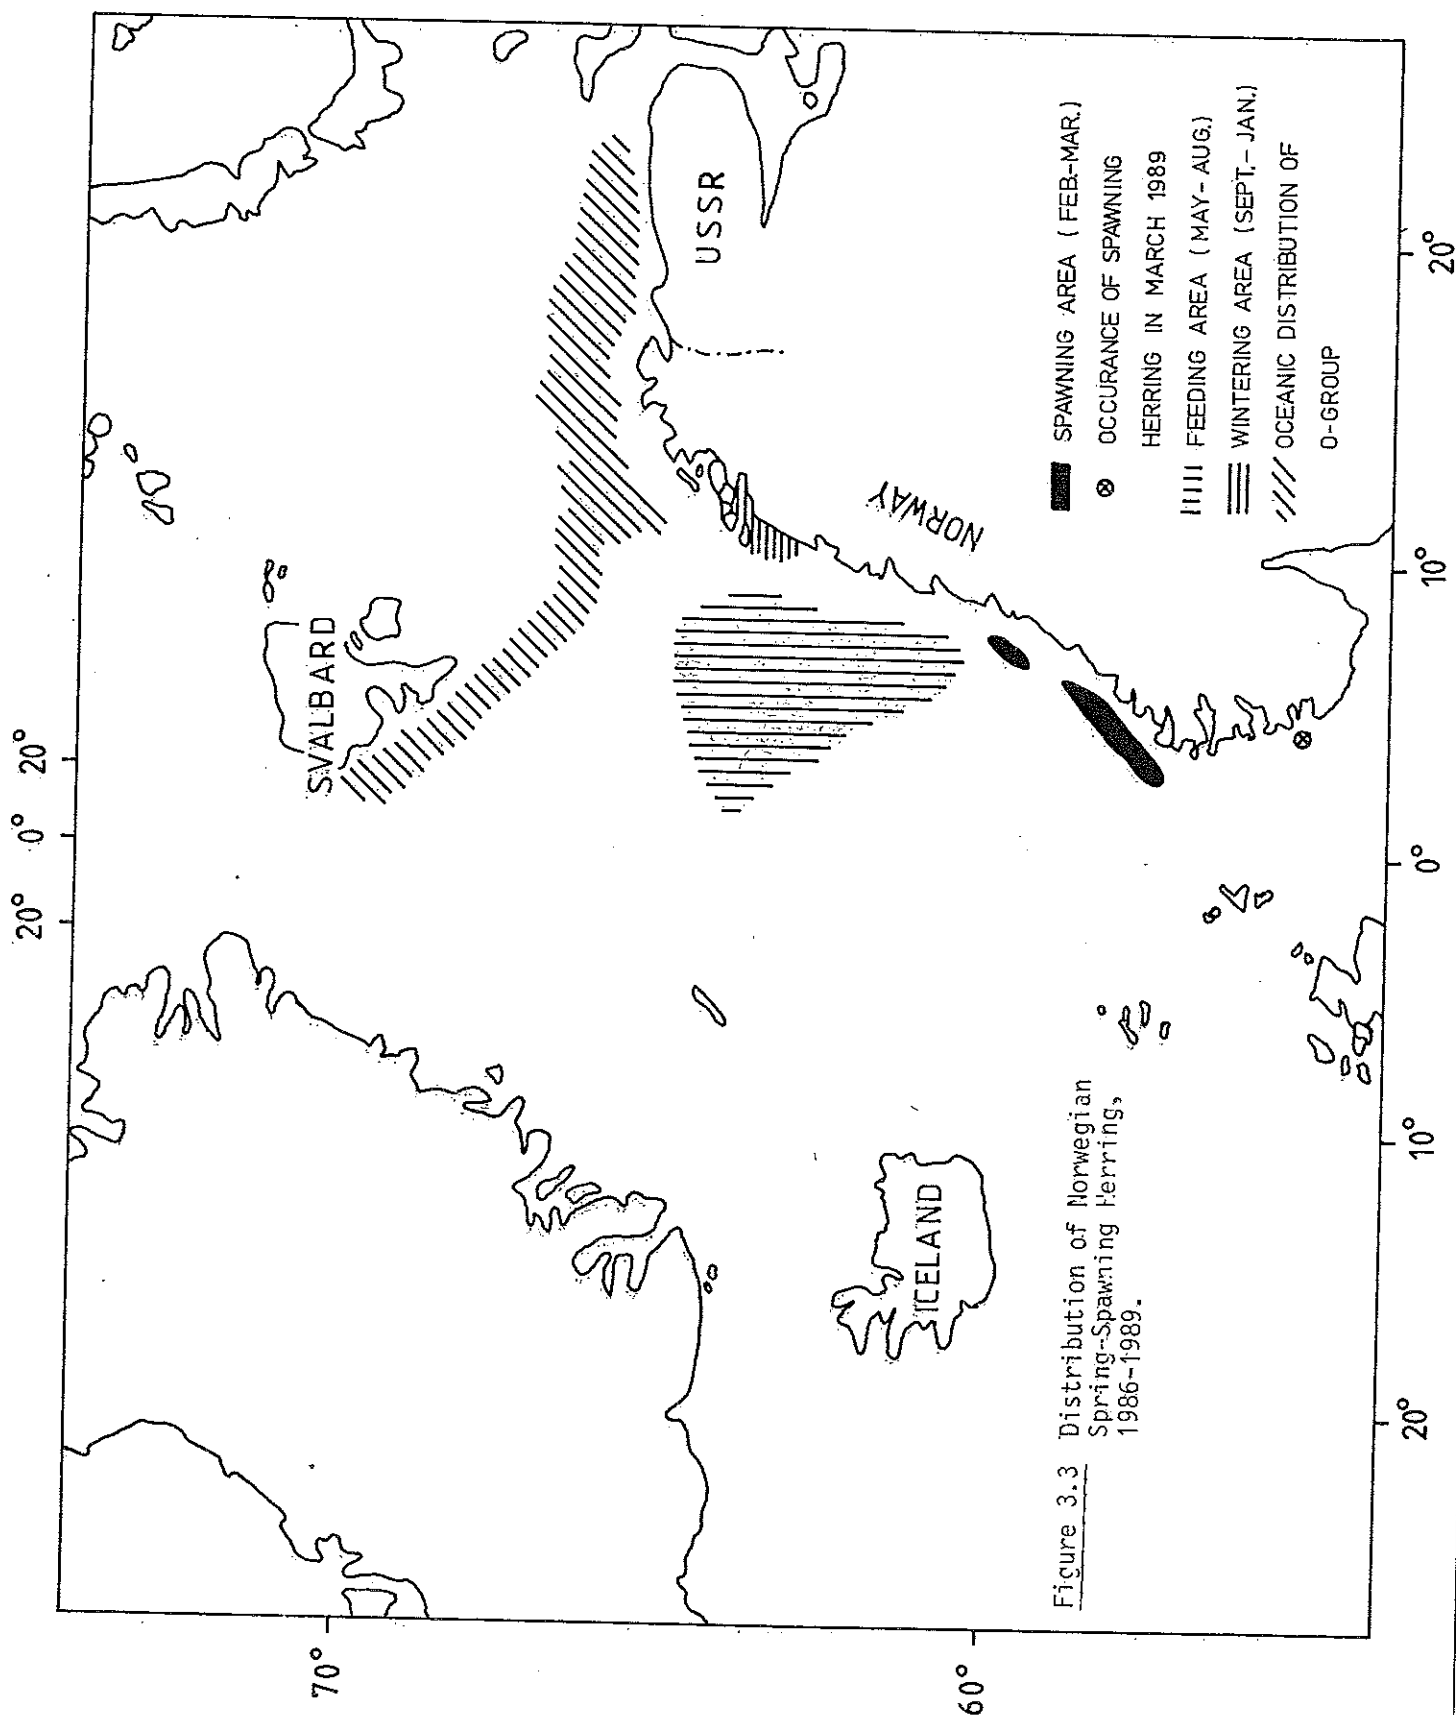 20° 0° 20°
SVALBARD
USSR
NORWAY
ICELAND
SPAWNING AREA (FEB.-MAR.)
OCCURANCE OF SPAWNING
HERRING IN MARCH 1989
FEEDING AREA (MAY-AUG.)
WINTERING AREA (SEPT.-JAN.)
OCEANIC DISTRIBUTION OF
O-GROUP
70°
60°
20° 10° 0° 10° 20°
Figure 3.3 Distribution of Norwegian
Spring-Spawning Herring,
1986-1989.